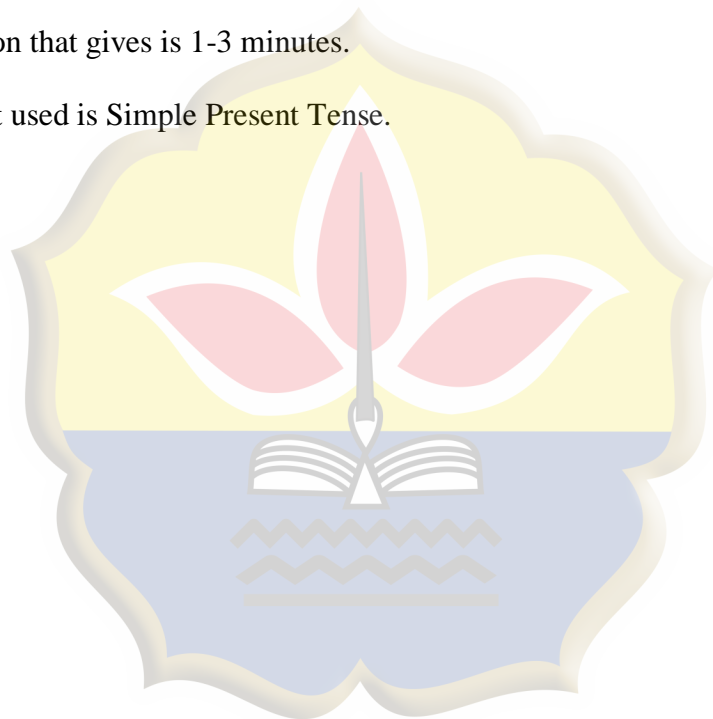 on that gives is 1-3 minutes.
used is Simple Present Tense.